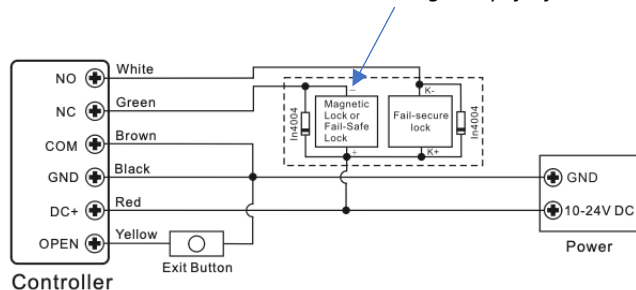 NO
White
NC
Green
COM
Brown
GND
Black
DC+
Red
OPEN
Yellow
Exit Button
Controller
In4004
−
Magnetic
Lock or
Fail-Safe
Lock
+
K-
Fail-secure
lock
K+
In4004
GND
10-24V DC
Power